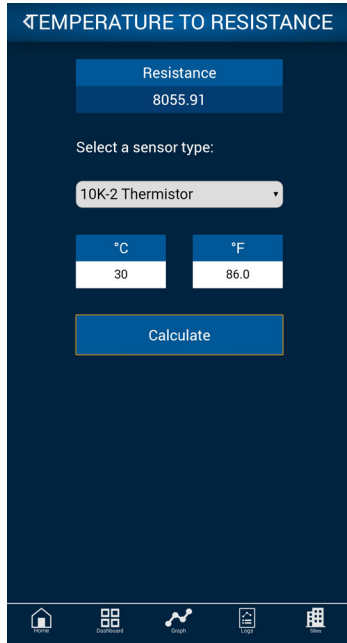 TEMPERATURE TO RESISTANCE
Resistance
8055.91
Select a sensor type:
10K-2 Thermistor
°C °F
30 86.0
Calculate
Home Dashboard Graph Logs Sites